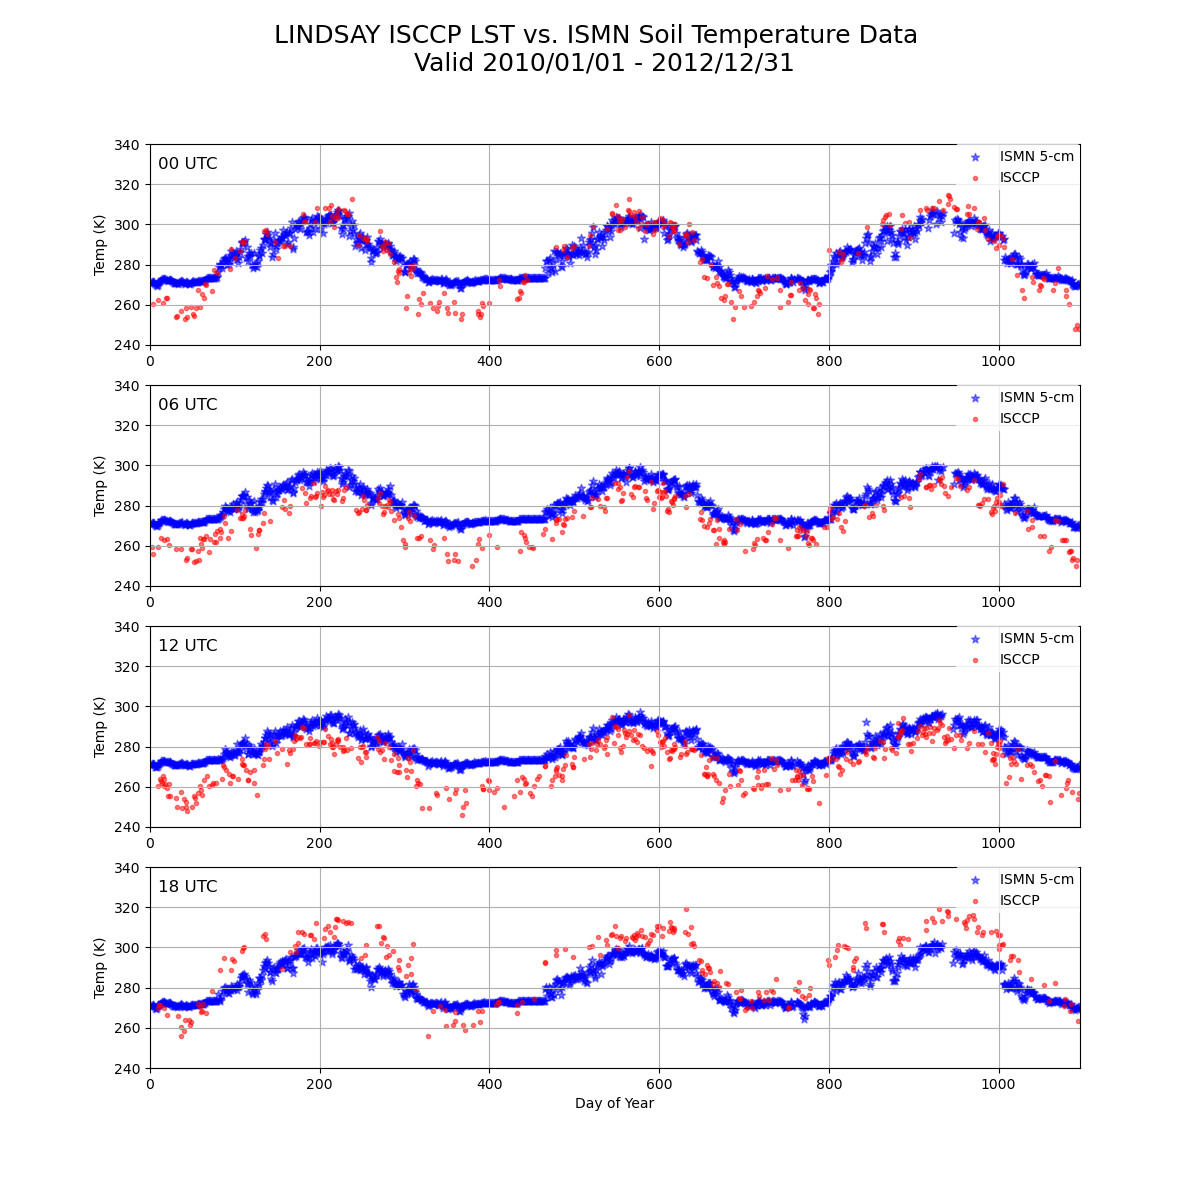 LINDSAY ISCCP LST vs. ISMN Soil Temperature Data
Valid 2010/01/01 - 2012/12/31
340
320
300
280
260
240
Temp (K)
00 UTC
ISMN 5-cm
ISCCP
0 200 400 600 800 1000
340
320
300
280
260
240
Temp (K)
06 UTC
ISMN 5-cm
ISCCP
0 200 400 600 800 1000
340
320
300
280
260
240
Temp (K)
12 UTC
ISMN 5-cm
ISCCP
0 200 400 600 800 1000
340
320
300
280
260
240
Temp (K)
18 UTC
ISMN 5-cm
ISCCP
0 200 400 600 800 1000
Day of Year